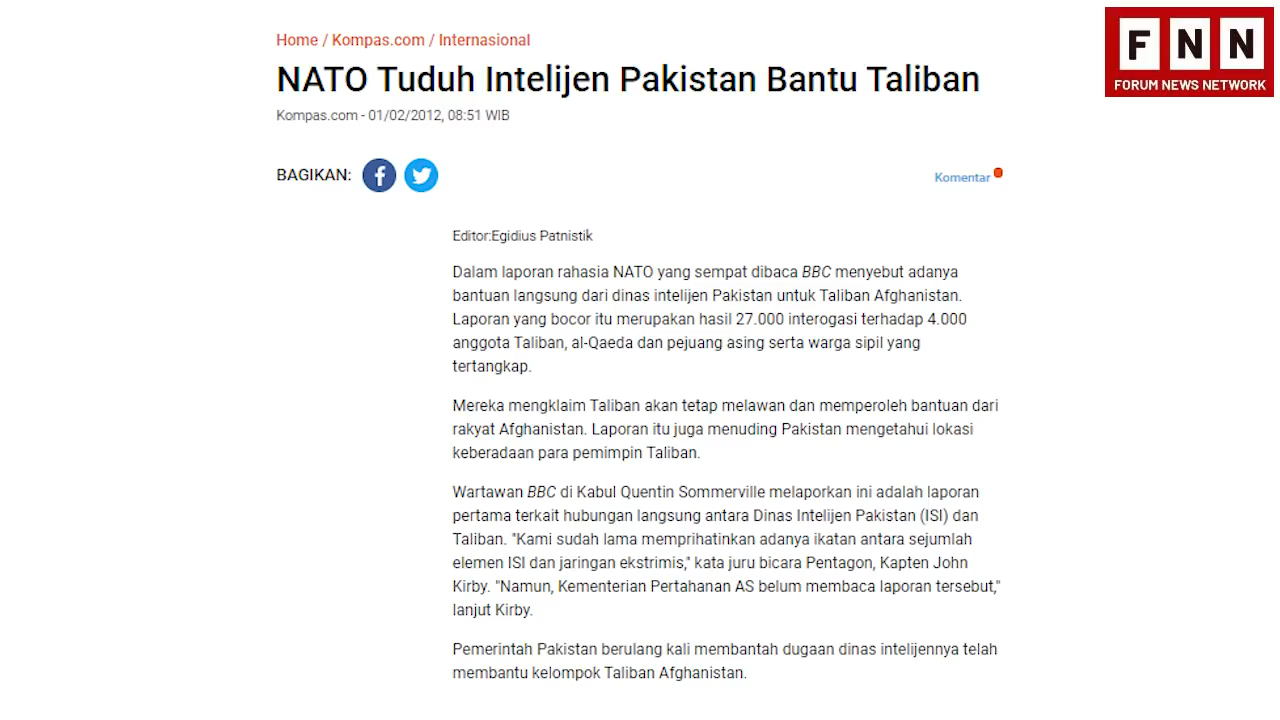 Home / Kompas.com / Internasional
F N N
FORUM NEWS NETWORK
NATO Tuduh Intelijen Pakistan Bantu Taliban
Kompas.com - 01/02/2012, 08:51 WIB
BAGIKAN:
Komentar
Editor:Egidius Patnistik
Dalam laporan rahasia NATO yang sempat dibaca BBC menyebut adanya
bantuan langsung dari dinas intelijen Pakistan untuk Taliban Afghanistan.
Laporan yang bocor itu merupakan hasil 27.000 interogasi terhadap 4.000
anggota Taliban, al-Qaeda dan pejuang asing serta warga sipil yang
tertangkap.
Mereka mengklaim Taliban akan tetap melawan dan memperoleh bantuan dari
rakyat Afghanistan. Laporan itu juga menuding Pakistan mengetahui lokasi
keberadaan para pemimpin Taliban.
Wartawan BBC di Kabul Quentin Sommerville melaporkan ini adalah laporan
pertama terkait hubungan langsung antara Dinas Intelijen Pakistan (ISI) dan
Taliban. "Kami sudah lama memprihatinkan adanya ikatan antara sejumlah
elemen ISI dan jaringan ekstrimis," kata juru bicara Pentagon, Kapten John
Kirby. "Namun, Kementerian Pertahanan AS belum membaca laporan tersebut,"
lanjut Kirby.
Pemerintah Pakistan berulang kali membantah dugaan dinas intelijennya telah
membantu kelompok Taliban Afghanistan.